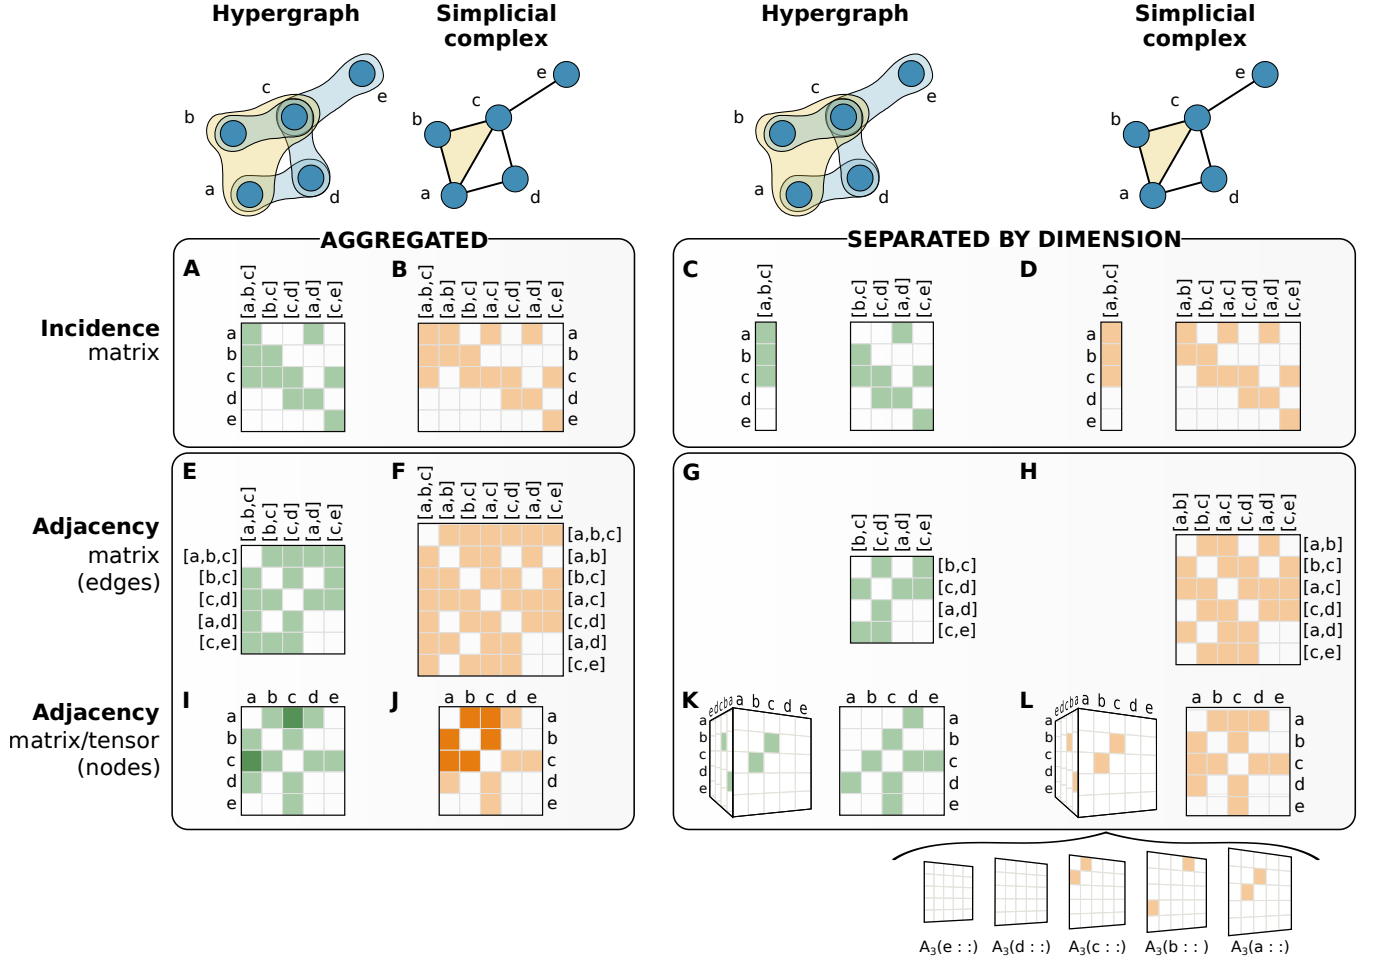 Hypergraph
Simplicial
complex
Hypergraph
Simplicial
complex
b
c
e
a
d
b
c
e
a
d
b
c
e
a
d
b
c
e
a
d
AGGREGATED
SEPARATED BY DIMENSION
Incidence
matrix
A
[a,b,c]
[b,c]
[c,d]
[a,d]
[c,e]
a
b
c
d
e
B
[a,b,c]
[a,b]
[b,c]
[a,c]
[c,d]
[a,d]
[c,e]
a
b
c
d
e
C
[a,b,c]
a
b
c
d
e
[b,c]
[c,d]
[a,d]
[c,e]
D
[a,b,c]
a
b
c
d
e
[a,b]
[b,c]
[a,c]
[c,d]
[a,d]
[c,e]
Adjacency
matrix
(edges)
E
[a,b,c]
[b,c]
[c,d]
[a,d]
[c,e]
[a,b,c]
[b,c]
[c,d]
[a,d]
[c,e]
F
[a,b,c]
[a,b]
[b,c]
[a,c]
[c,d]
[a,d]
[c,e]
[a,b,c]
[a,b]
[b,c]
[a,c]
[c,d]
[a,d]
[c,e]
G
[b,c]
[c,d]
[a,d]
[c,e]
[b,c]
[c,d]
[a,d]
[c,e]
H
[a,b]
[b,c]
[a,c]
[c,d]
[a,d]
[c,e]
[a,b]
[b,c]
[a,c]
[c,d]
[a,d]
[c,e]
Adjacency
matrix/tensor
(nodes)
I
a b c d e
a
b
c
d
e
J
a b c d e
a
b
c
d
e
K
e d c b a a b c d e
a
b
c
d
e
a b c d e
a
b
c
d
e
L
e d c b a a b c d e
a
b
c
d
e
a b c d e
a
b
c
d
e
A₃(e : :) A₃(d : :) A₃(c : :) A₃(b : : ) A₃(a : :)